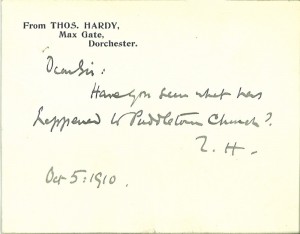 From THOS. HARDY,
Max Gate,
Dorchester.
Dear Sir:
Have you seen what has
happened to Puddletown Church?
T. H.
Oct 5: 1910.